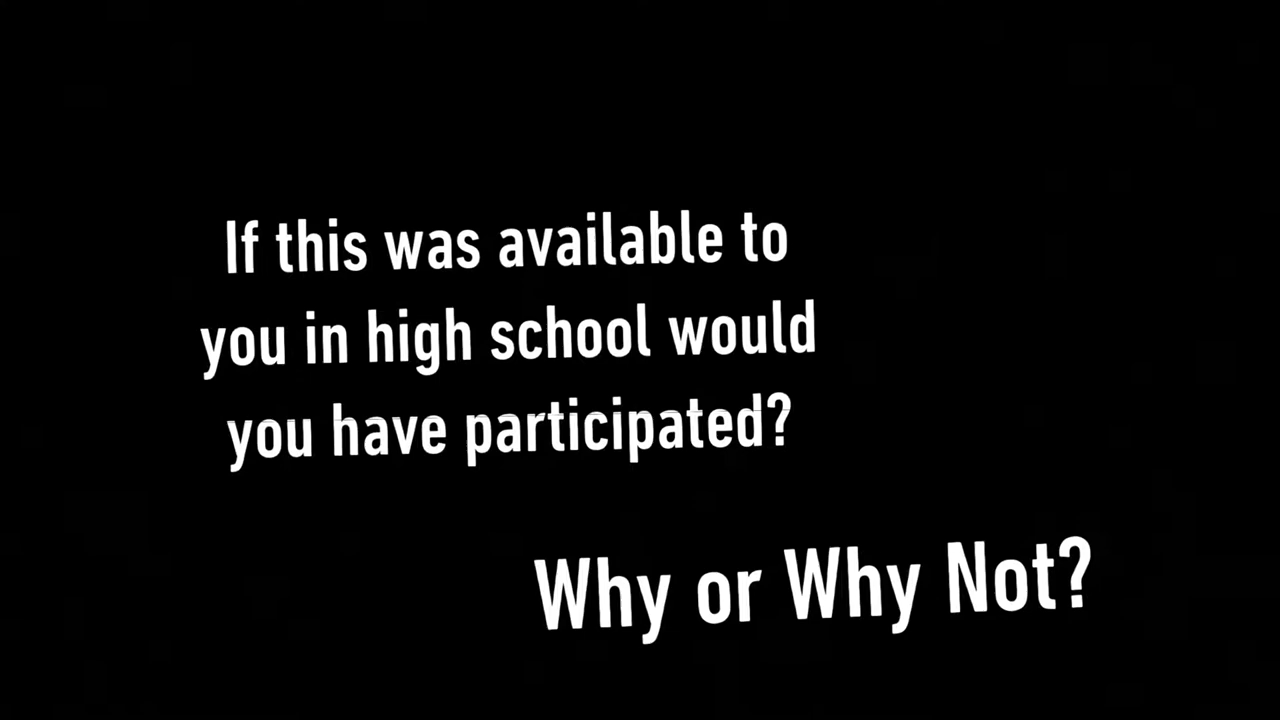 If this was available to
you in high school would
you have participated?
Why or Why Not?